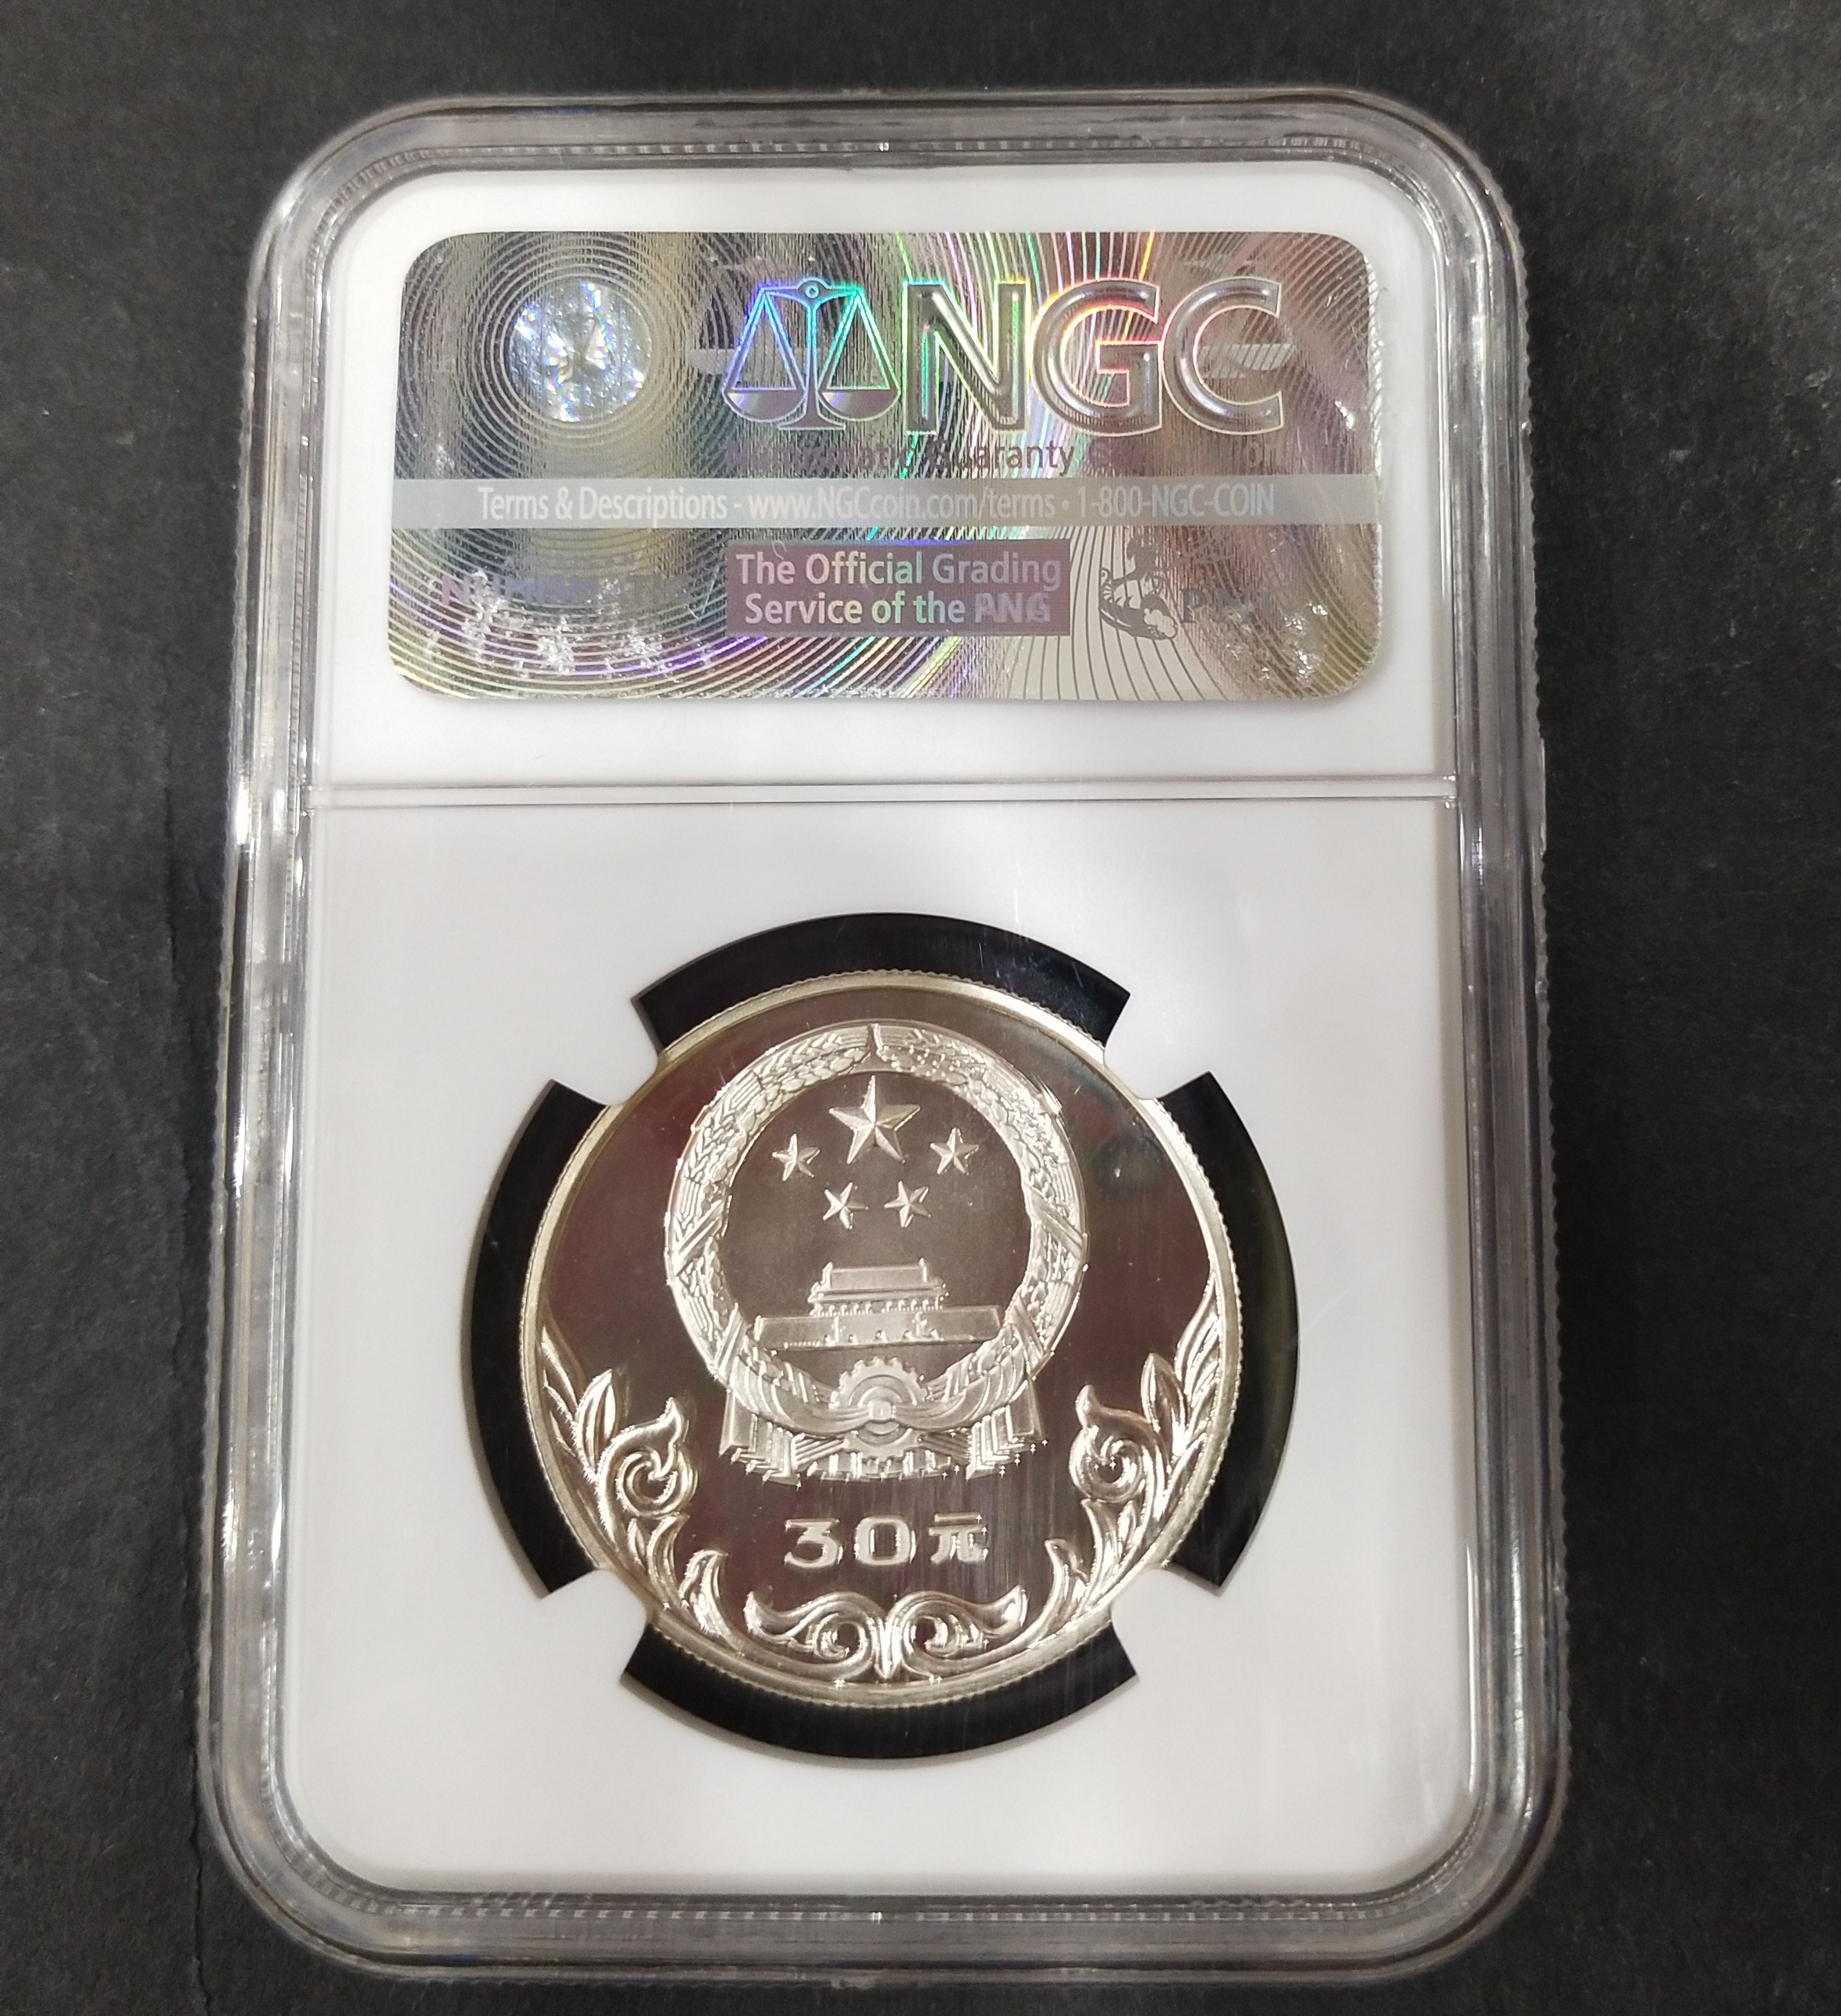 NGC
Guaranty
Terms & Descriptions - www.NGCcoin.com/terms • 1-800-NGC-COIN
The Official Grading
Service of the PNG
30元